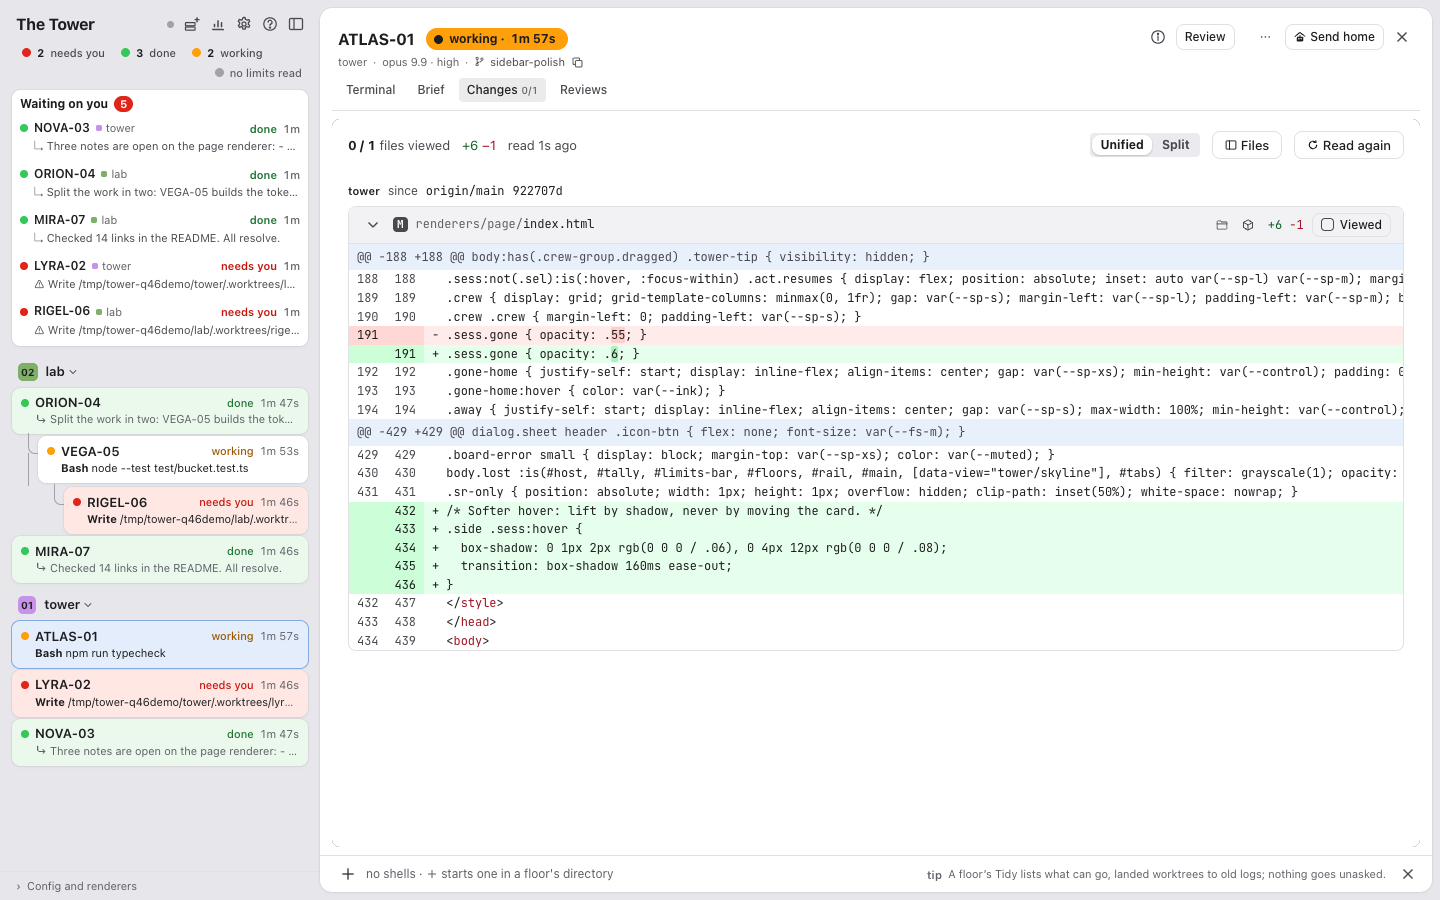 The Tower
2 needs you 3 done 2 working
no limits read
Waiting on you 5
NOVA-03 tower done 1m
Three notes are open on the page renderer: - ...
ORION-04 lab done 1m
Split the work in two: VEGA-05 builds the toke...
MIRA-07 lab done 1m
Checked 14 links in the README. All resolve.
LYRA-02 tower needs you 1m
Write /tmp/tower-q46demo/tower/.worktrees/l...
RIGEL-06 lab needs you 1m
Write /tmp/tower-q46demo/lab/.worktrees/rige...
02 lab
ORION-04 done 1m 47s
Split the work in two: VEGA-05 builds the tok...
VEGA-05 working 1m 53s
Bash node --test test/bucket.test.ts
RIGEL-06 needs you 1m 46s
Write /tmp/tower-q46demo/lab/.worktr...
MIRA-07 done 1m 46s
Checked 14 links in the README. All resolve.
01 tower
ATLAS-01 working 1m 57s
Bash npm run typecheck
LYRA-02 needs you 1m 46s
Write /tmp/tower-q46demo/tower/.worktrees/lyr...
NOVA-03 done 1m 47s
Three notes are open on the page renderer: - ...
› Config and renderers
ATLAS-01 working · 1m 57s
Review ··· Send home
tower · opus 9.9 · high · sidebar-polish
Terminal Brief Changes 0/1 Reviews
0 / 1 files viewed +6 −1 read 1s ago
Unified Split Files Read again
tower since origin/main 922707d
M renderers/page/index.html +6 -1 Viewed
@@ -188 +188 @@ body:has(.crew-group.dragged) .tower-tip { visibility: hidden; }
188 188 .sess:not(.sel):is(:hover, :focus-within) .act.resumes { display: flex; position: absolute; inset: auto var(--sp-l) var(--sp-m); margi
189 189 .crew { display: grid; grid-template-columns: minmax(0, 1fr); gap: var(--sp-s); margin-left: var(--sp-l); padding-left: var(--sp-m); b
190 190 .crew .crew { margin-left: 0; padding-left: var(--sp-s); }
191 - .sess.gone { opacity: .55; }
191 + .sess.gone { opacity: .6; }
192 192 .gone-home { justify-self: start; display: inline-flex; align-items: center; gap: var(--sp-xs); min-height: var(--control); padding: 0
193 193 .gone-home:hover { color: var(--ink); }
194 194 .away { justify-self: start; display: inline-flex; align-items: center; gap: var(--sp-s); max-width: 100%; min-height: var(--control);
@@ -429 +429 @@ dialog.sheet header .icon-btn { flex: none; font-size: var(--fs-m); }
429 429 .board-error small { display: block; margin-top: var(--sp-xs); color: var(--muted); }
430 430 body.lost :is(#host, #tally, #limits-bar, #floors, #rail, #main, [data-view="tower/skyline"], #tabs) { filter: grayscale(1); opacity:
431 431 .sr-only { position: absolute; width: 1px; height: 1px; overflow: hidden; clip-path: inset(50%); white-space: nowrap; }
432 + /* Softer hover: lift by shadow, never by moving the card. */
433 + .side .sess:hover {
434 + box-shadow: 0 1px 2px rgb(0 0 0 / .06), 0 4px 12px rgb(0 0 0 / .08);
435 + transition: box-shadow 160ms ease-out;
436 + }
432 437 </style>
433 438 </head>
434 439 <body>
no shells · + starts one in a floor's directory
tip A floor's Tidy lists what can go, landed worktrees to old logs; nothing goes unasked.